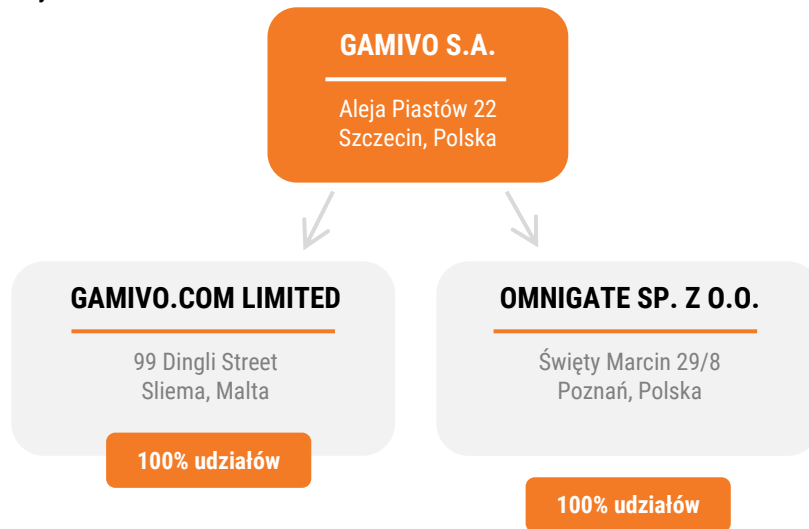 GAMIVO S.A.
Aleja Piastów 22
Szczecin, Polska
GAMIVO.COM LIMITED
99 Dingli Street
Sliema, Malta
100% udziałów
OMNIGATE SP. Z O.O.
Święty Marcin 29/8
Poznań, Polska
100% udziałów